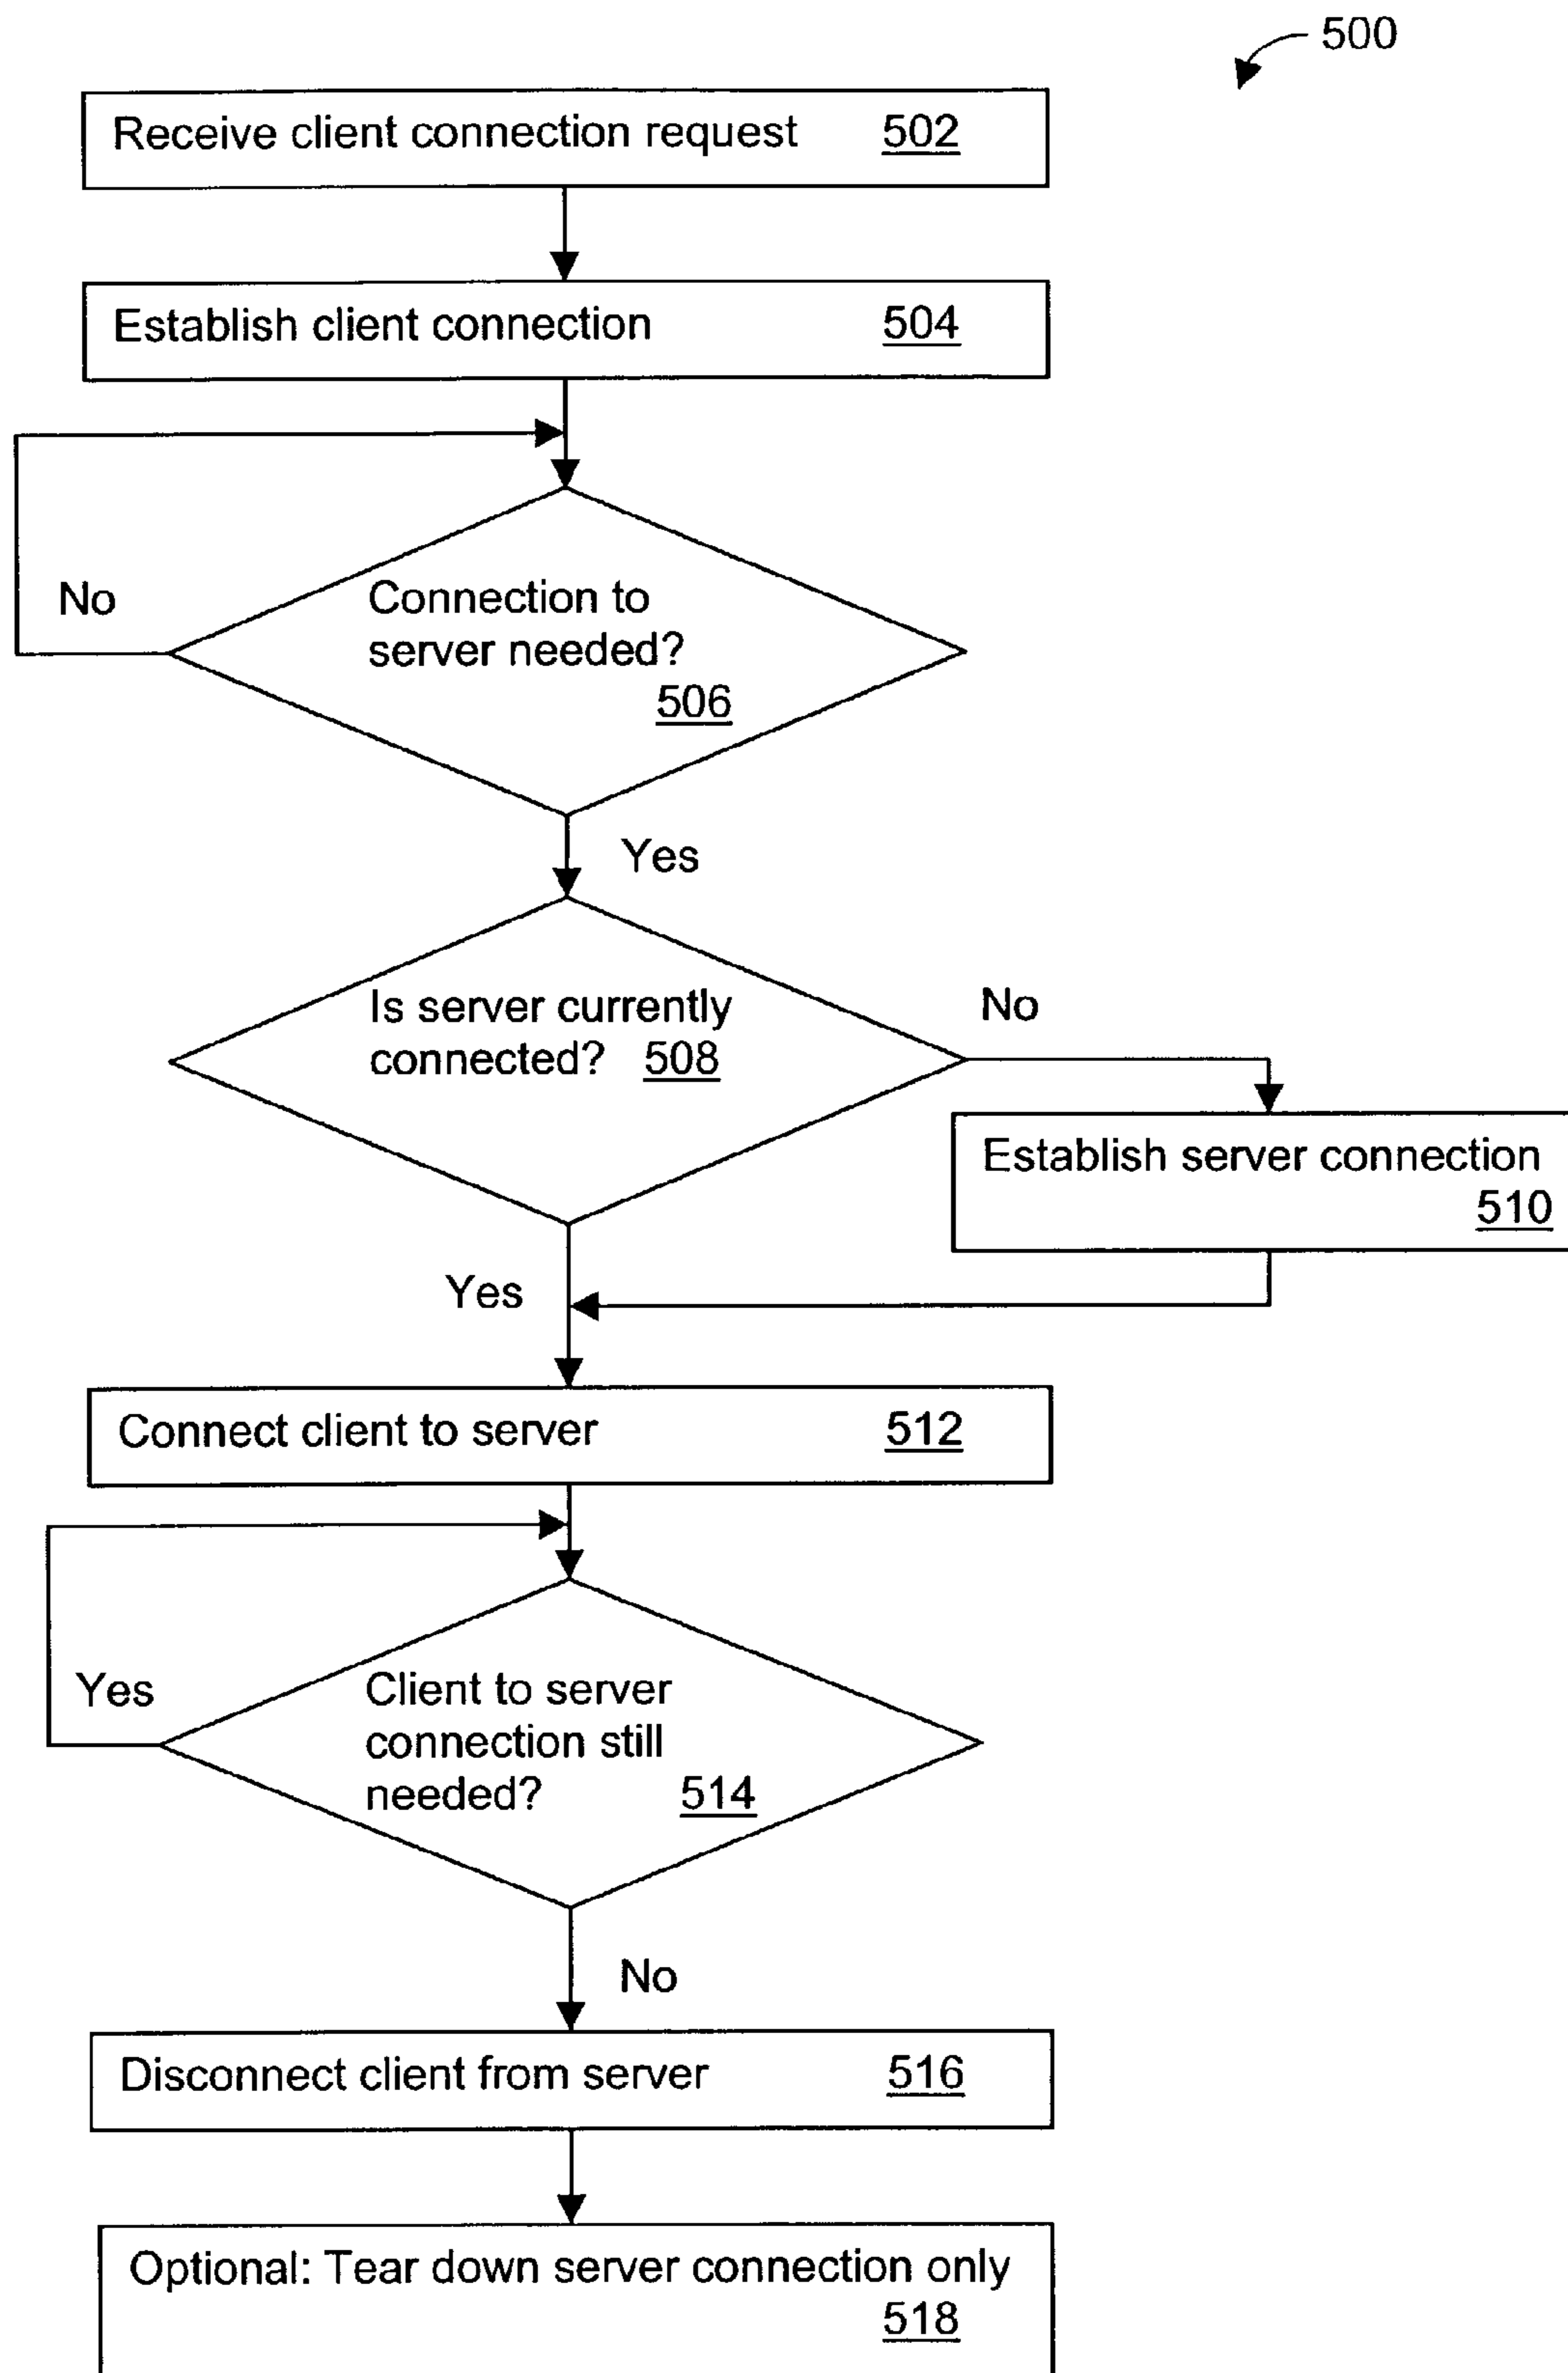 500
Receive client connection request 502
Establish client connection 504
No
Connection to
server needed?
506
Yes
Is server currently
connected? 508
No
Establish server connection
510
Yes
Connect client to server 512
Yes
Client to server
connection still
needed? 514
No
Disconnect client from server 516
Optional: Tear down server connection only
518